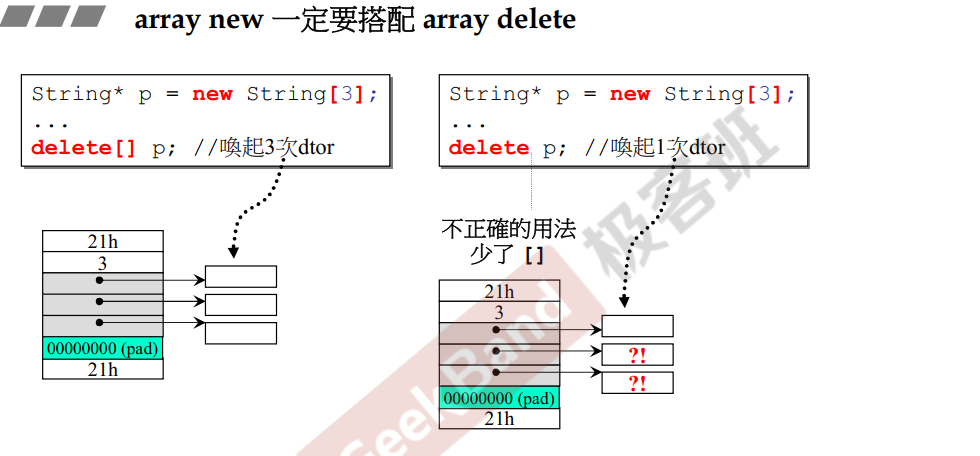 array new 一定要搭配 array delete
String* p = new String[3];
...
delete[] p; //喚起3次dtor
21h
3
00000000 (pad)
21h
String* p = new String[3];
...
delete p; //喚起1次dtor
不正確的用法
少了 []
21h
3
?!
?!
00000000 (pad)
21h
GeekBand 极客班